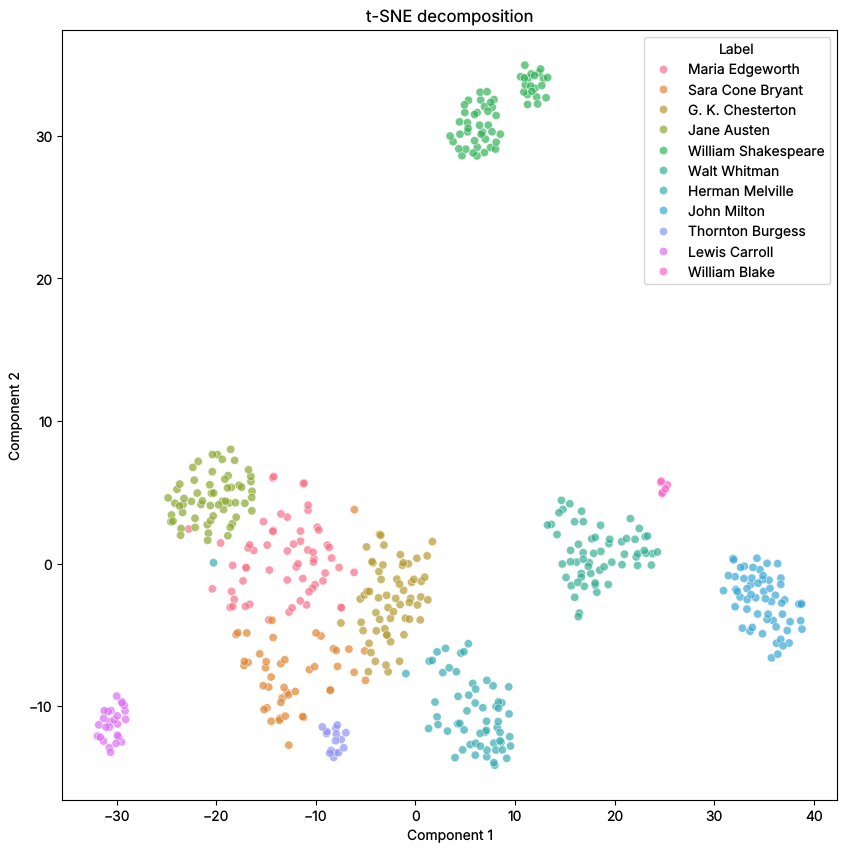 t-SNE decomposition
Label
Maria Edgeworth
Sara Cone Bryant
G. K. Chesterton
Jane Austen
William Shakespeare
Walt Whitman
Herman Melville
John Milton
Thornton Burgess
Lewis Carroll
William Blake
30
20
10
0
−10
Component 2
−30 −20 −10 0 10 20 30 40
Component 1